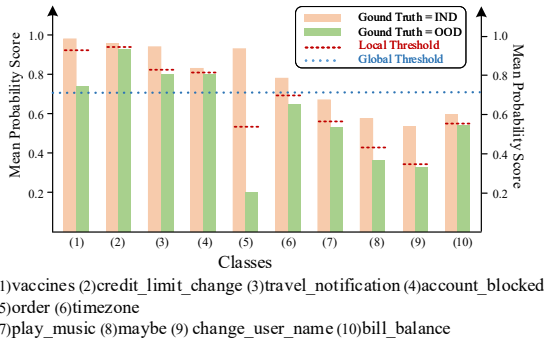 Gound Truth = IND
Gound Truth = OOD
Local Threshold
Global Threshold
Mean Probability Score
1.0
0.8
0.6
0.4
0.2
1.0
0.8
0.6
0.4
0.2
Mean Probability Score
(1) (2) (3) (4) (5) (6) (7) (8) (9) (10)
Classes
1)vaccines (2)credit_limit_change (3)travel_notification (4)account_blocked
5)order (6)timezone
7)play_music (8)maybe (9) change_user_name (10)bill_balance